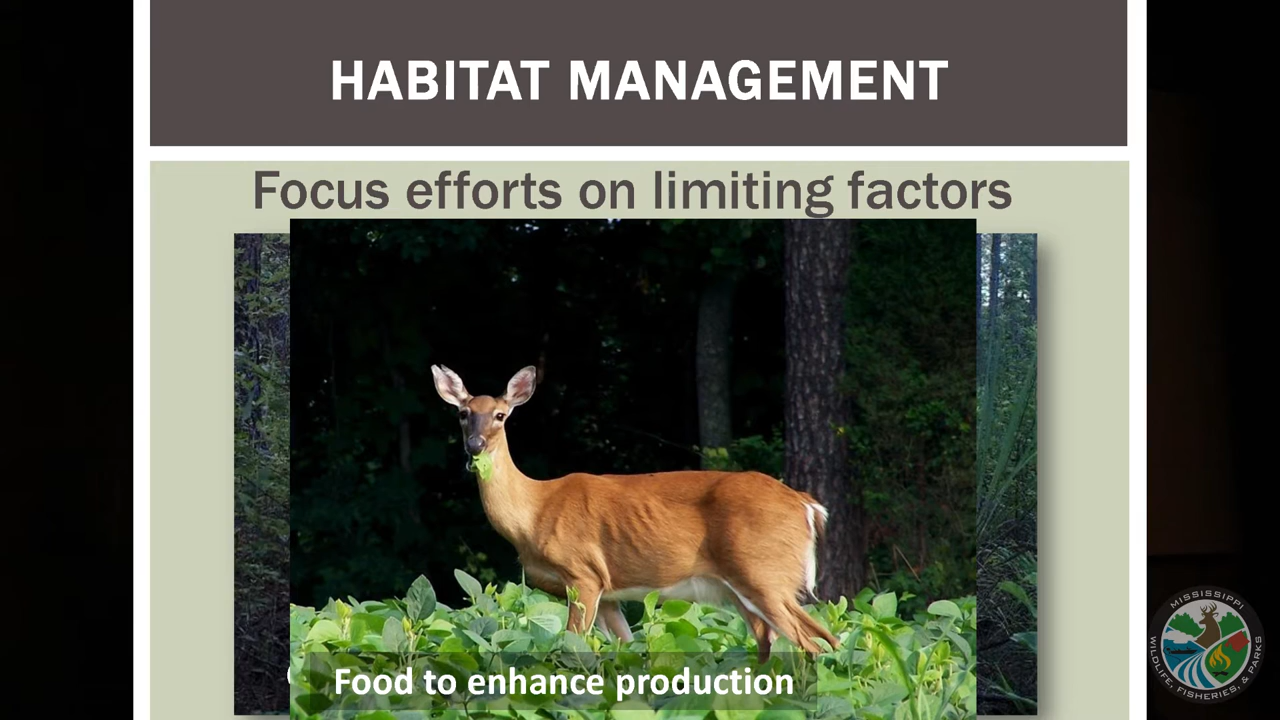 HABITAT MANAGEMENT
Focus efforts on limiting factors
Food to enhance production
MISSISSIPPI
WILDLIFE, FISHERIES, & PARKS